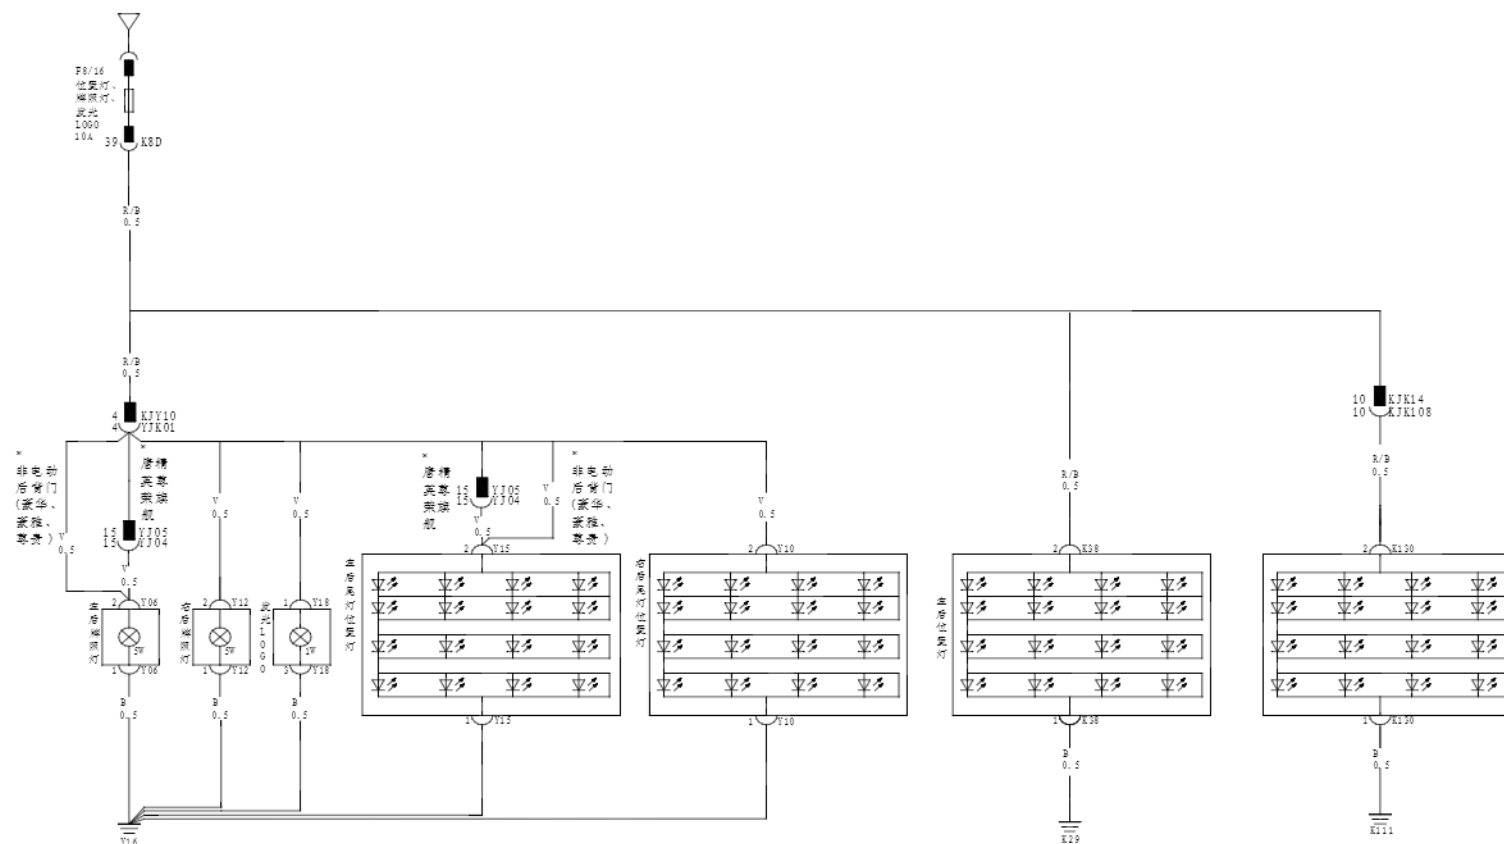 F8/16
位置灯、
牌照灯、
发光
LOGO
10A
39 K8D
R/B
0.5
R/B
0.5
4 KJY10
4 YJK01
10 KJK14
10 KJK108
R/B
0.5
R/B
0.5
*
非电动
后背门
(豪华、
豪雅、
尊贵)
*
唐精
英尊
荣旗
舰
*
唐精
英尊
荣旗
舰
*
非电动
后背门
(豪华、
豪雅、
尊贵)
15 YJ05
15 YJ04
15 YJ05
15 YJ04
V
0.5
V
0.5
V
0.5
V
0.5
V
0.5
V
0.5
V
0.5
2 Y06
2 Y12
1 Y18
2 Y15
2 Y10
2 K38
2 K130
左后牌照灯
5W
右后牌照灯
5W
发光LOGO
1W
左后尾灯位置灯
右后尾灯位置灯
左后位置灯
1 Y06
1 Y12
3 Y18
1 Y15
1 Y10
1 K38
1 K130
B
0.5
B
0.5
B
0.5
B
0.5
B
0.5
Y16
K29
K111